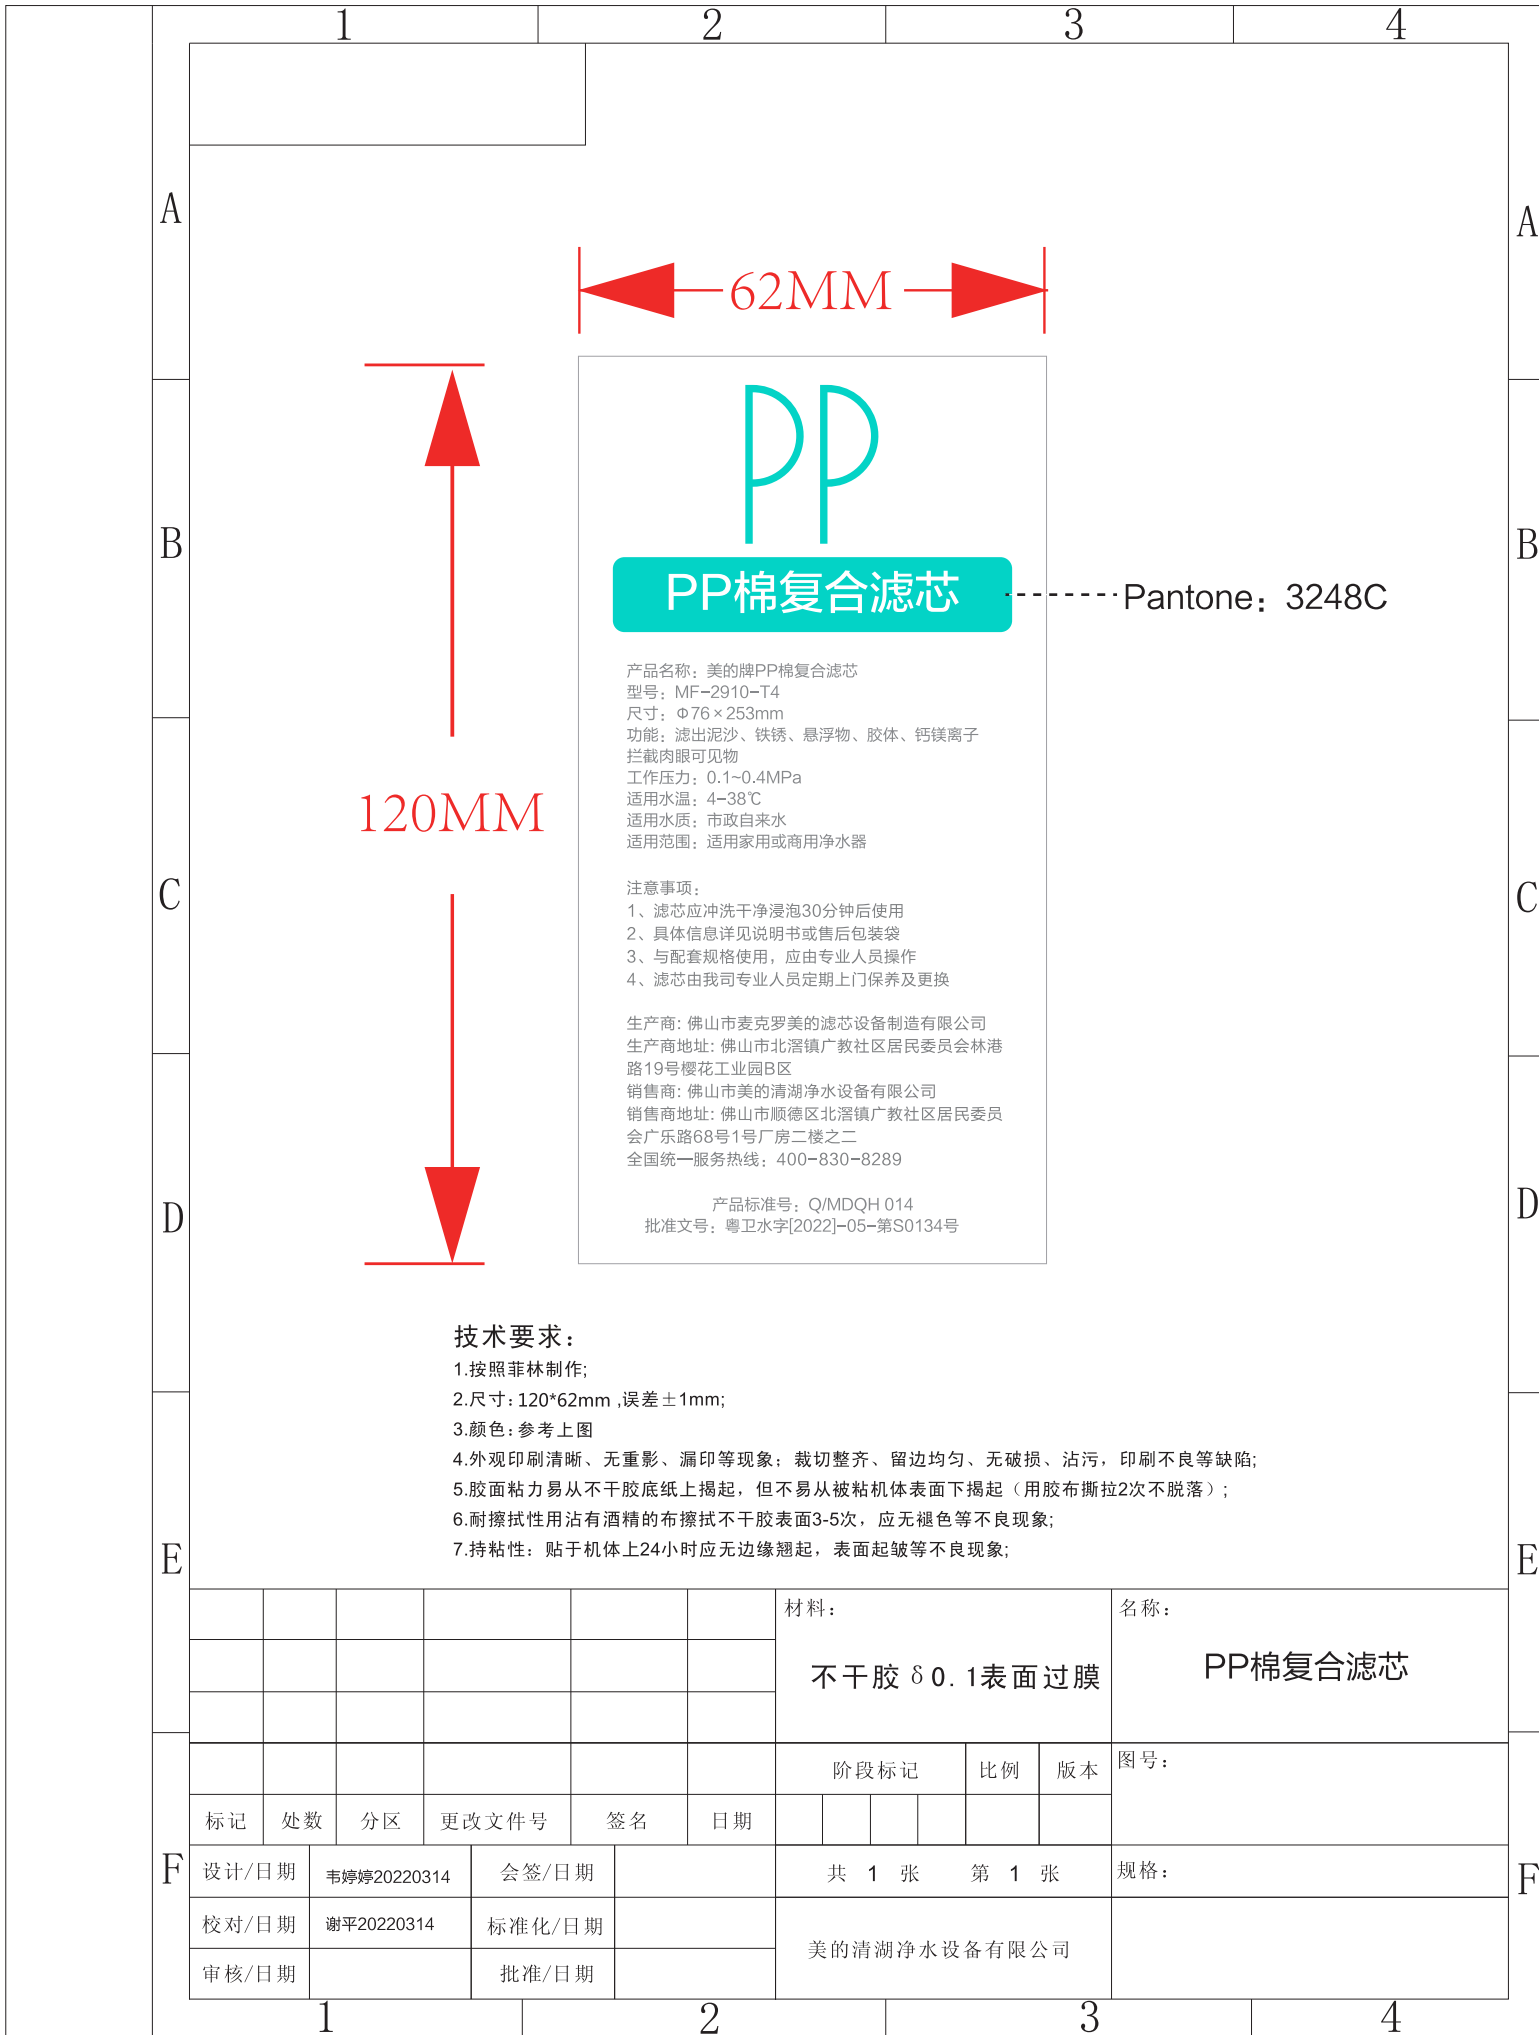 1 2 3 4
A A
62MM
PP
B B
PP棉复合滤芯
Pantone：3248C
产品名称：美的牌PP棉复合滤芯
型号：MF-2910-T4
尺寸：Φ76×253mm
功能：滤出泥沙、铁锈、悬浮物、胶体、钙镁离子
拦截肉眼可见物
工作压力：0.1~0.4MPa
适用水温：4-38℃
适用水质：市政自来水
适用范围：适用家用或商用净水器
120MM
C C
注意事项：
1、滤芯应冲洗干净浸泡30分钟后使用
2、具体信息详见说明书或售后包装袋
3、与配套规格使用，应由专业人员操作
4、滤芯由我司专业人员定期上门保养及更换
生产商: 佛山市麦克罗美的滤芯设备制造有限公司
生产商地址: 佛山市北滘镇广教社区居民委员会林港
路19号樱花工业园B区
销售商: 佛山市美的清湖净水设备有限公司
销售商地址: 佛山市顺德区北滘镇广教社区居民委员
会广乐路68号1号厂房二楼之二
全国统一服务热线：400-830-8289
D D
产品标准号：Q/MDQH 014
批准文号：粤卫水字[2022]-05-第S0134号
技术要求：
1.按照菲林制作;
2.尺寸：120*62mm ,误差±1mm;
3.颜色：参考上图
4.外观印刷清晰、无重影、漏印等现象；裁切整齐、留边均匀、无破损、沾污，印刷不良等缺陷;
5.胶面粘力易从不干胶底纸上揭起，但不易从被粘机体表面下揭起（用胶布撕拉2次不脱落）;
6.耐擦拭性用沾有酒精的布擦拭不干胶表面3-5次，应无褪色等不良现象;
7.持粘性：贴于机体上24小时应无边缘翘起，表面起皱等不良现象;
E E
材料：
不干胶 δ0.1表面过膜
名称：
PP棉复合滤芯
阶段标记 比例 版本 图号：
标记 处数 分区 更改文件号 签名 日期
F F
设计/日期 韦婷婷20220314 会签/日期 共 1 张 第 1 张 规格：
校对/日期 谢平20220314 标准化/日期
美的清湖净水设备有限公司
审核/日期 批准/日期
1 2 3 4